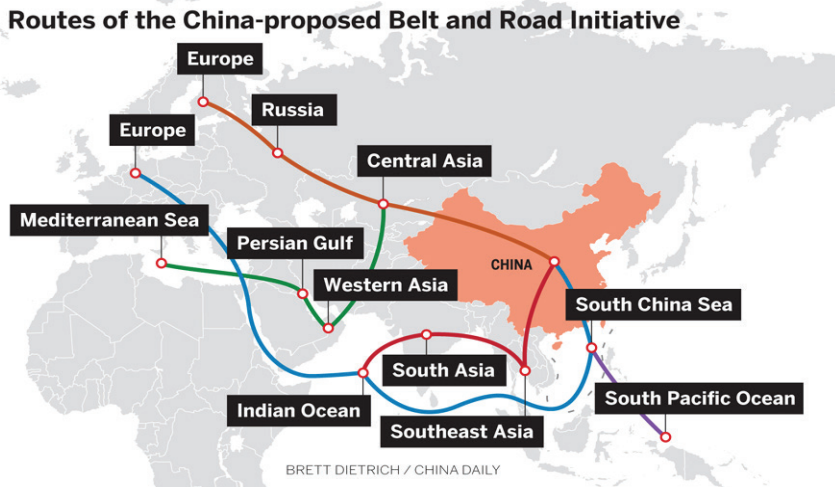 Routes of the China-proposed Belt and Road Initiative
Europe
Russia
Europe
Central Asia
Mediterranean Sea
Persian Gulf
CHINA
Western Asia
South China Sea
South Asia
South Pacific Ocean
Indian Ocean
Southeast Asia
BRETT DIETRICH / CHINA DAILY